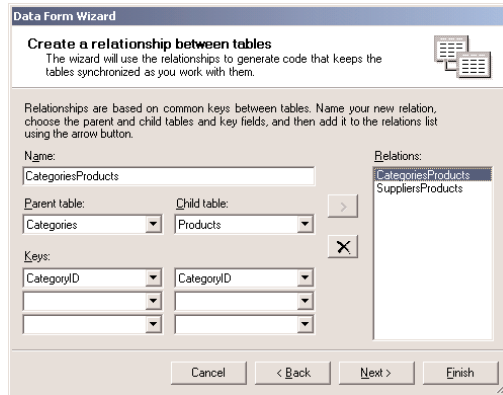 Data Form Wizard
Create a relationship between tables
The wizard will use the relationships to generate code that keeps the
tables synchronized as you work with them.
Relationships are based on common keys between tables. Name your new relation,
choose the parent and child tables and key fields, and then add it to the relations list
using the arrow button.
Name:
CategoriesProducts
Relations:
CategoriesProducts
SuppliersProducts
Parent table:
Child table:
Categories
Products
>
Keys:
CategoryID
CategoryID
Cancel
< Back
Next >
Finish